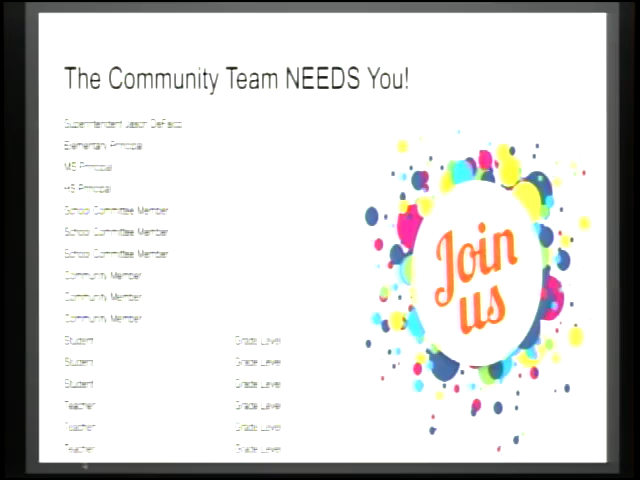 The Community Team NEEDS You!
Superintendent Jason DeFalco
Elementary Principal
MS Principal
HS Principal
School Committee Member
School Committee Member
School Committee Member
Community Member
Community Member
Community Member
Student Grade Level
Student Grade Level
Student Grade Level
Teacher Grade Level
Teacher Grade Level
Teacher Grade Level
Join
us